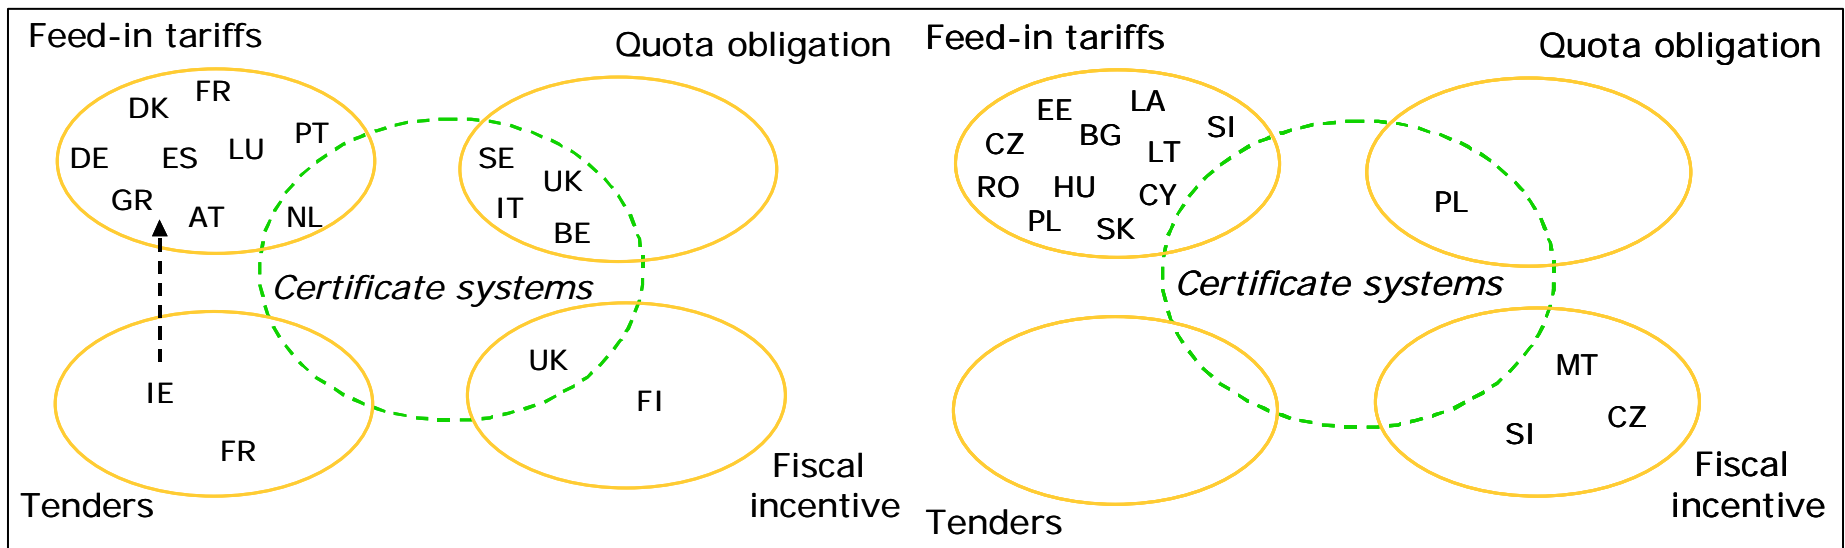 Feed-in tariffs
Quota obligation
FR
DK
PT
LU
DE
ES
GR
AT
NL
SE
UK
IT
BE
Certificate systems
IE
FR
UK
FI
Tenders
Fiscal
incentive
Feed-in tariffs
Quota obligation
LA
EE
SI
BG
CZ
LT
RO
HU
CY
PL
SK
PL
Certificate systems
MT
CZ
SI
Tenders
Fiscal
incentive